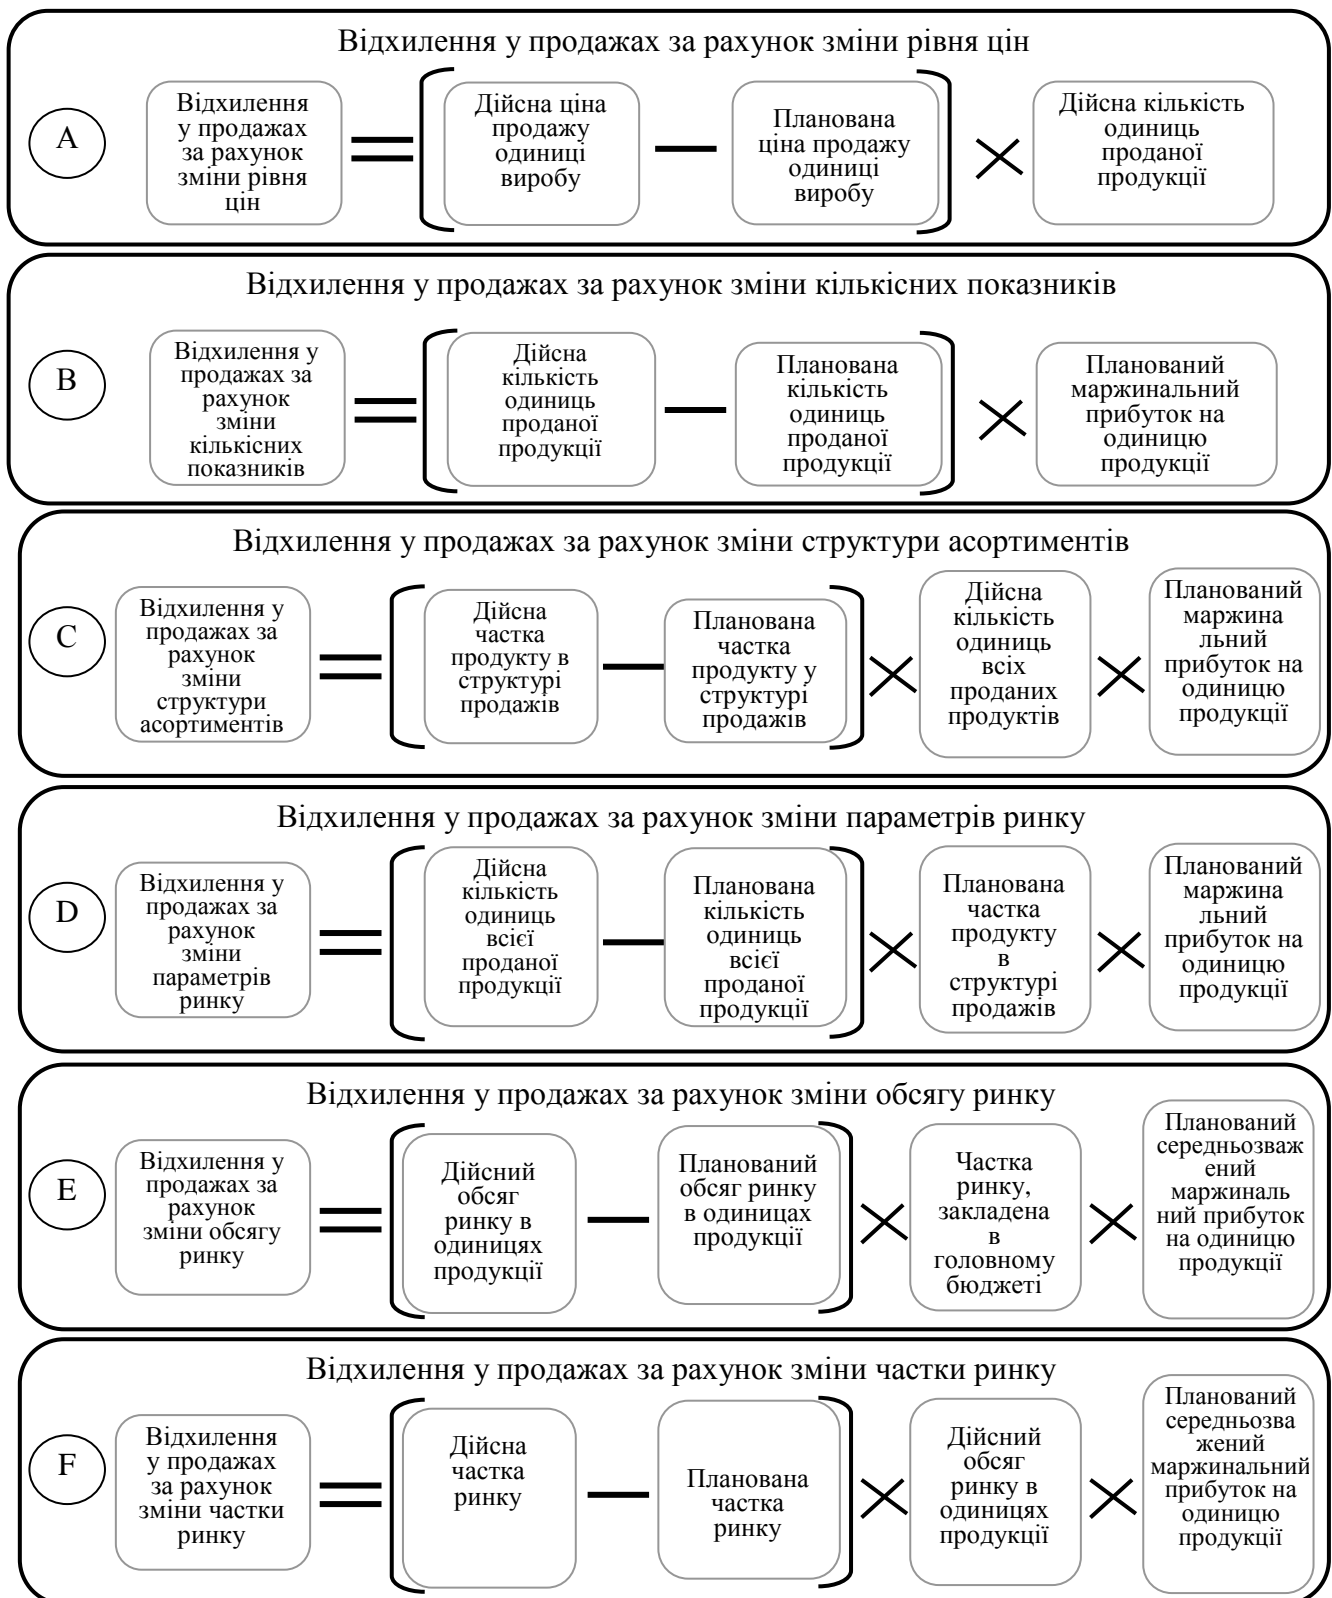 Відхилення у продажах за рахунок зміни рівня цін
A
Відхилення
у продажах
за рахунок
зміни рівня
цін
Дійсна ціна
продажу
одиниці
виробу
Планована
ціна продажу
одиниці
виробу
Дійсна кількість
одиниць
проданої
продукції
Відхилення у продажах за рахунок зміни кількісних показників
B
Відхилення у
продажах за
рахунок
зміни
кількісних
показників
Дійсна
кількість
одиниць
проданої
продукції
Планована
кількість
одиниць
проданої
продукції
Планований
маржинальний
прибуток на
одиницю
продукції
Відхилення у продажах за рахунок зміни структури асортиментів
C
Відхилення у
продажах за
рахунок
зміни
структури
асортиментів
Дійсна
частка
продукту в
структурі
продажів
Планована
частка
продукту у
структурі
продажів
Дійсна
кількість
одиниць
всіх
проданих
продуктів
Планований
маржина
льний
прибуток на
одиницю
продукції
Відхилення у продажах за рахунок зміни параметрів ринку
D
Відхилення у
продажах за
рахунок
зміни
параметрів
ринку
Дійсна
кількість
одиниць
всієї
проданої
продукції
Планована
кількість
одиниць
всієї
проданої
продукції
Планована
частка
продукту
в
структурі
продажів
Планований
маржина
льний
прибуток на
одиницю
продукції
Відхилення у продажах за рахунок зміни обсягу ринку
E
Відхилення у
продажах за
рахунок
зміни обсягу
ринку
Дійсний
обсяг
ринку в
одиницях
продукції
Планований
обсяг ринку
в одиницах
продукції
Частка
ринку,
закладена
в
головному
бюджеті
Планований
середньозваж
ений
маржиналь
ний прибуток
на одиницю
продукції
Відхилення у продажах за рахунок зміни частки ринку
F
Відхилення
у продажах
за рахунок
зміни частки
ринку
Дійсна
частка
ринку
Планована
частка
ринку
Дійсний
обсяг
ринку в
одиницях
продукції
Планований
середньозва
жений
маржинальний
прибуток на
одиницю
продукції